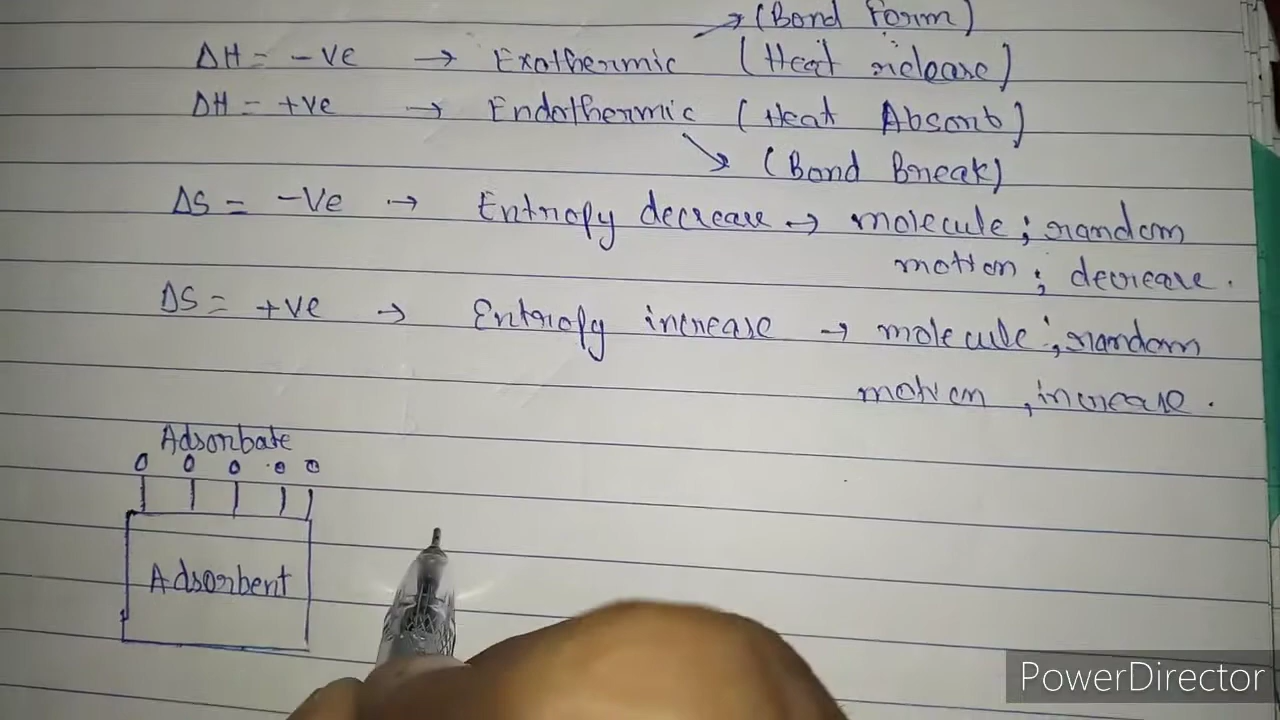 (Bond Form)
ΔH = -ve → Exothermic (Heat release)
ΔH = +ve → Endothermic (Heat Absorb)
(Bond Break)
ΔS = -ve → Entropy decrease → molecule ; random
motion ; decrease.
ΔS = +ve → Entropy increase → molecule ; random
motion , increase.
Adsorbate
Adsorbent
PowerDirector